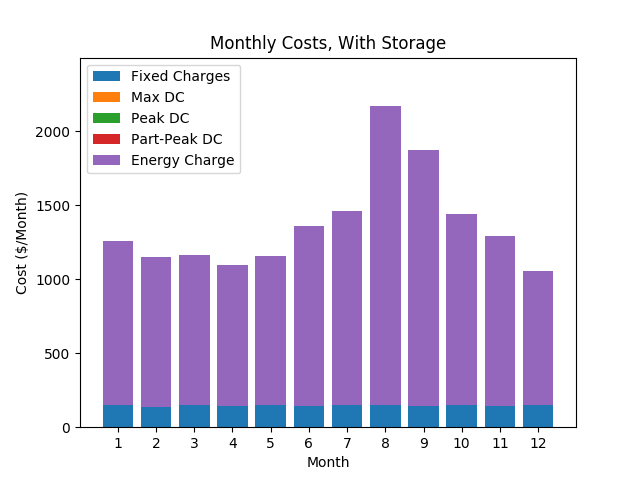 Monthly Costs, With Storage
Fixed Charges
Max DC
Peak DC
Part-Peak DC
Energy Charge
2000
1500
1000
500
0
Cost ($/Month)
1 2 3 4 5 6 7 8 9 10 11 12
Month